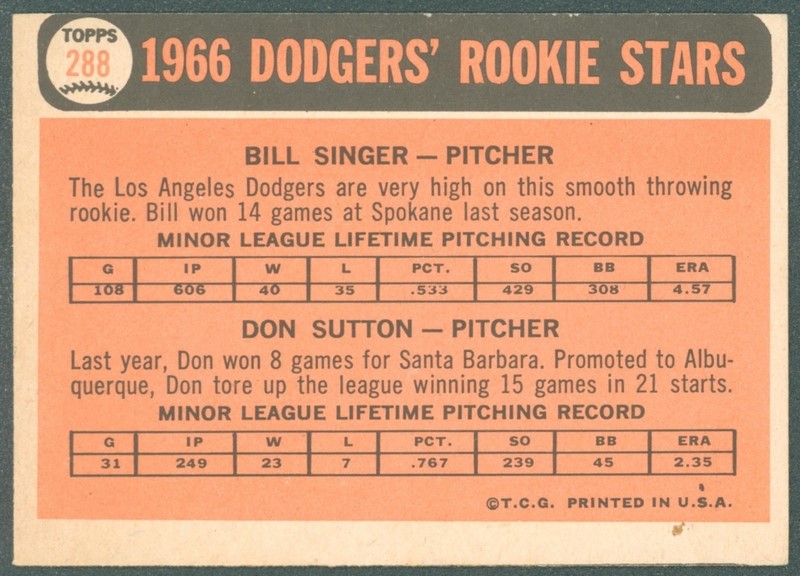 TOPPS
288
1966 DODGERS' ROOKIE STARS
BILL SINGER — PITCHER
The Los Angeles Dodgers are very high on this smooth throwing
rookie. Bill won 14 games at Spokane last season.
MINOR LEAGUE LIFETIME PITCHING RECORD
G IP W L PCT. SO BB ERA
108 606 40 35 .533 429 308 4.57
DON SUTTON — PITCHER
Last year, Don won 8 games for Santa Barbara. Promoted to Albu-
querque, Don tore up the league winning 15 games in 21 starts.
MINOR LEAGUE LIFETIME PITCHING RECORD
G IP W L PCT. SO BB ERA
31 249 23 7 .767 239 45 2.35
©T.C.G. PRINTED IN U.S.A.